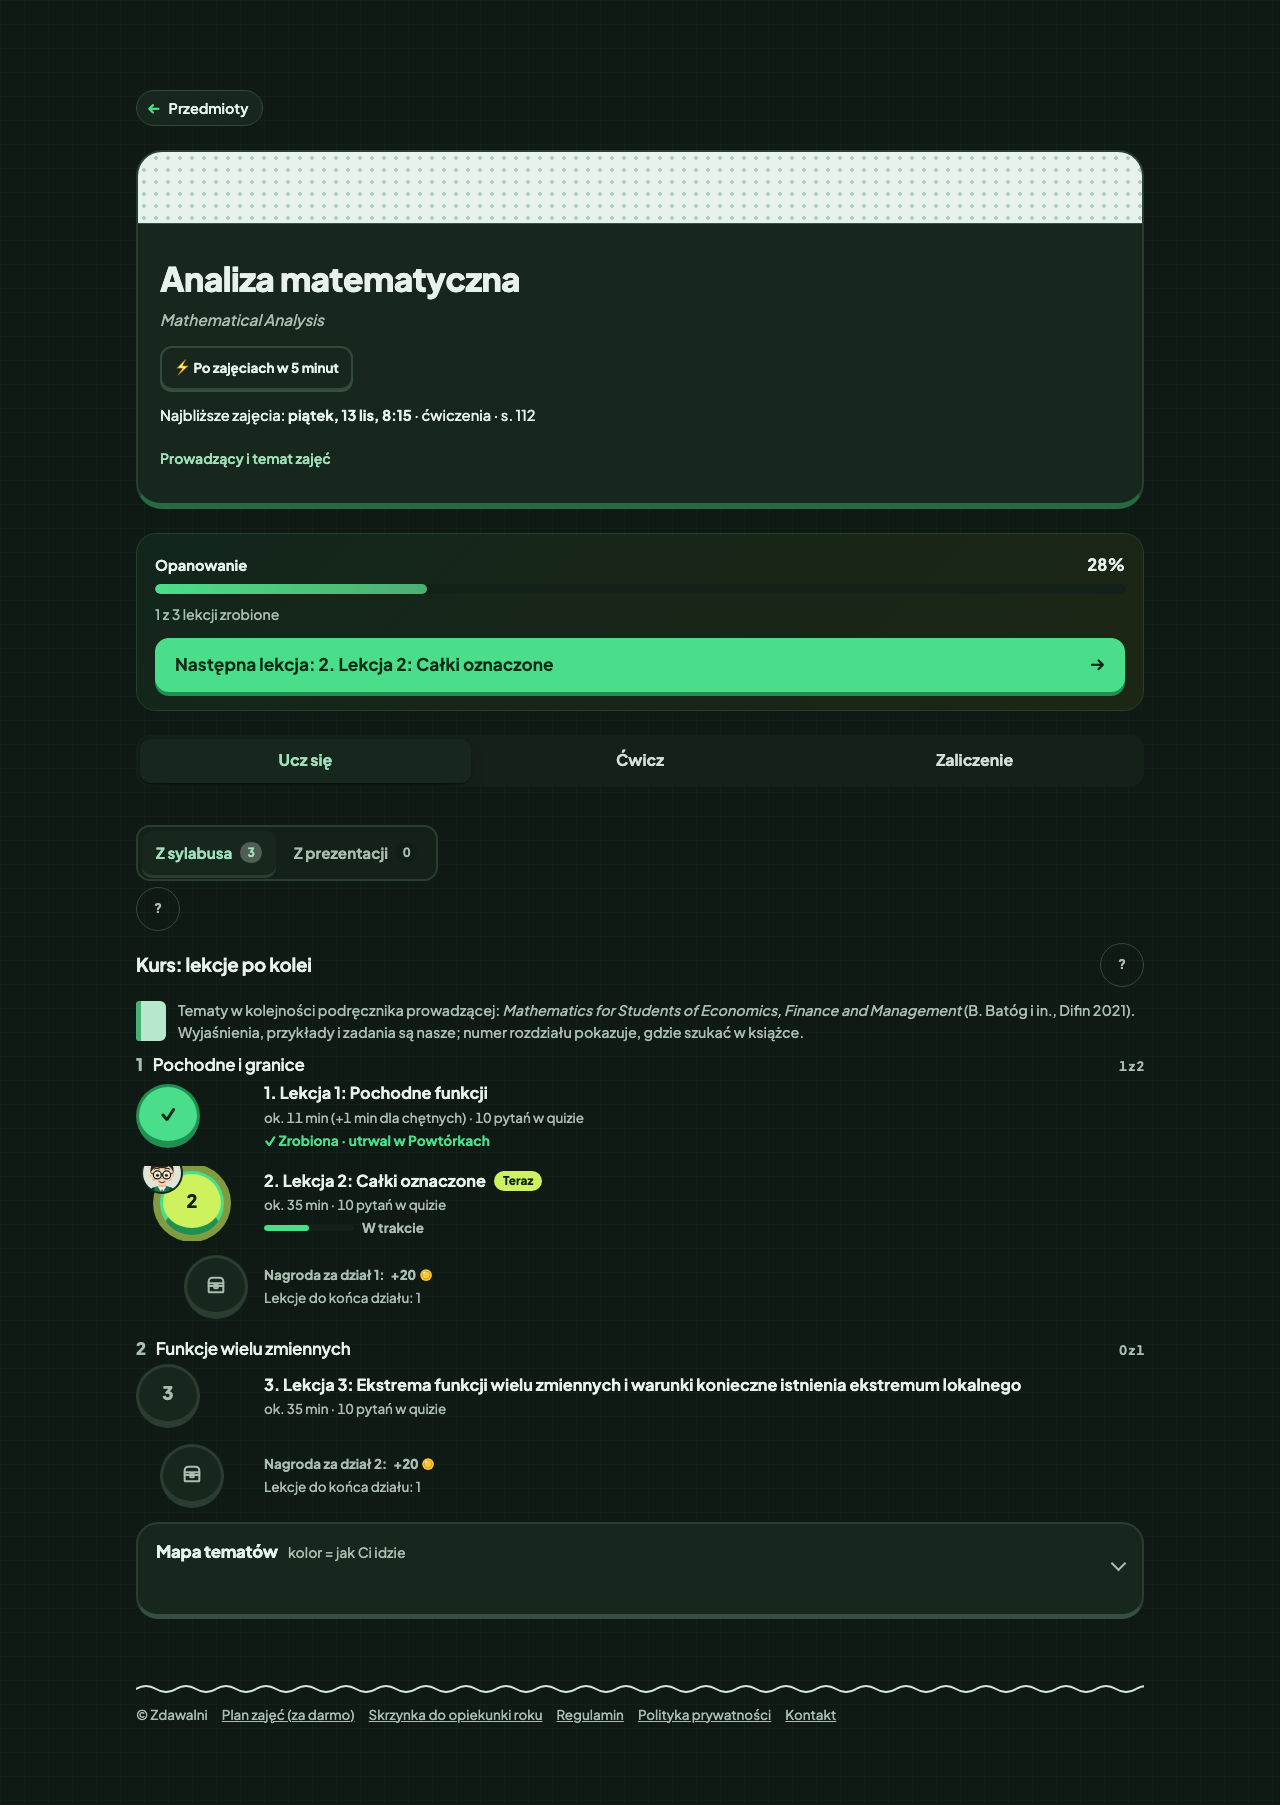 ← Przedmioty
Analiza matematyczna
Mathematical Analysis
⚡ Po zajęciach w 5 minut
Najbliższe zajęcia: piątek, 13 lis, 8:15 · ćwiczenia · s. 112
Prowadzący i temat zajęć
Opanowanie 28%
1 z 3 lekcji zrobione
Następna lekcja: 2. Lekcja 2: Całki oznaczone →
Ucz się Ćwicz Zaliczenie
Z sylabusa 3 Z prezentacji 0
?
Kurs: lekcje po kolei ?
Tematy w kolejności podręcznika prowadzącej: Mathematics for Students of Economics, Finance and Management (B. Batóg i in., Difin 2021).
Wyjaśnienia, przykłady i zadania są nasze; numer rozdziału pokazuje, gdzie szukać w książce.
1 Pochodne i granice 1 z 2
1. Lekcja 1: Pochodne funkcji
ok. 11 min (+1 min dla chętnych) · 10 pytań w quizie
✓ Zrobiona · utrwal w Powtórkach
2
2. Lekcja 2: Całki oznaczone Teraz
ok. 35 min · 10 pytań w quizie
W trakcie
Nagroda za dział 1: +20
Lekcje do końca działu: 1
2 Funkcje wielu zmiennych 0 z 1
3
3. Lekcja 3: Ekstrema funkcji wielu zmiennych i warunki konieczne istnienia ekstremum lokalnego
ok. 35 min · 10 pytań w quizie
Nagroda za dział 2: +20
Lekcje do końca działu: 1
Mapa tematów kolor = jak Ci idzie
© Zdawalni Plan zajęć (za darmo) Skrzynka do opiekunki roku Regulamin Polityka prywatności Kontakt